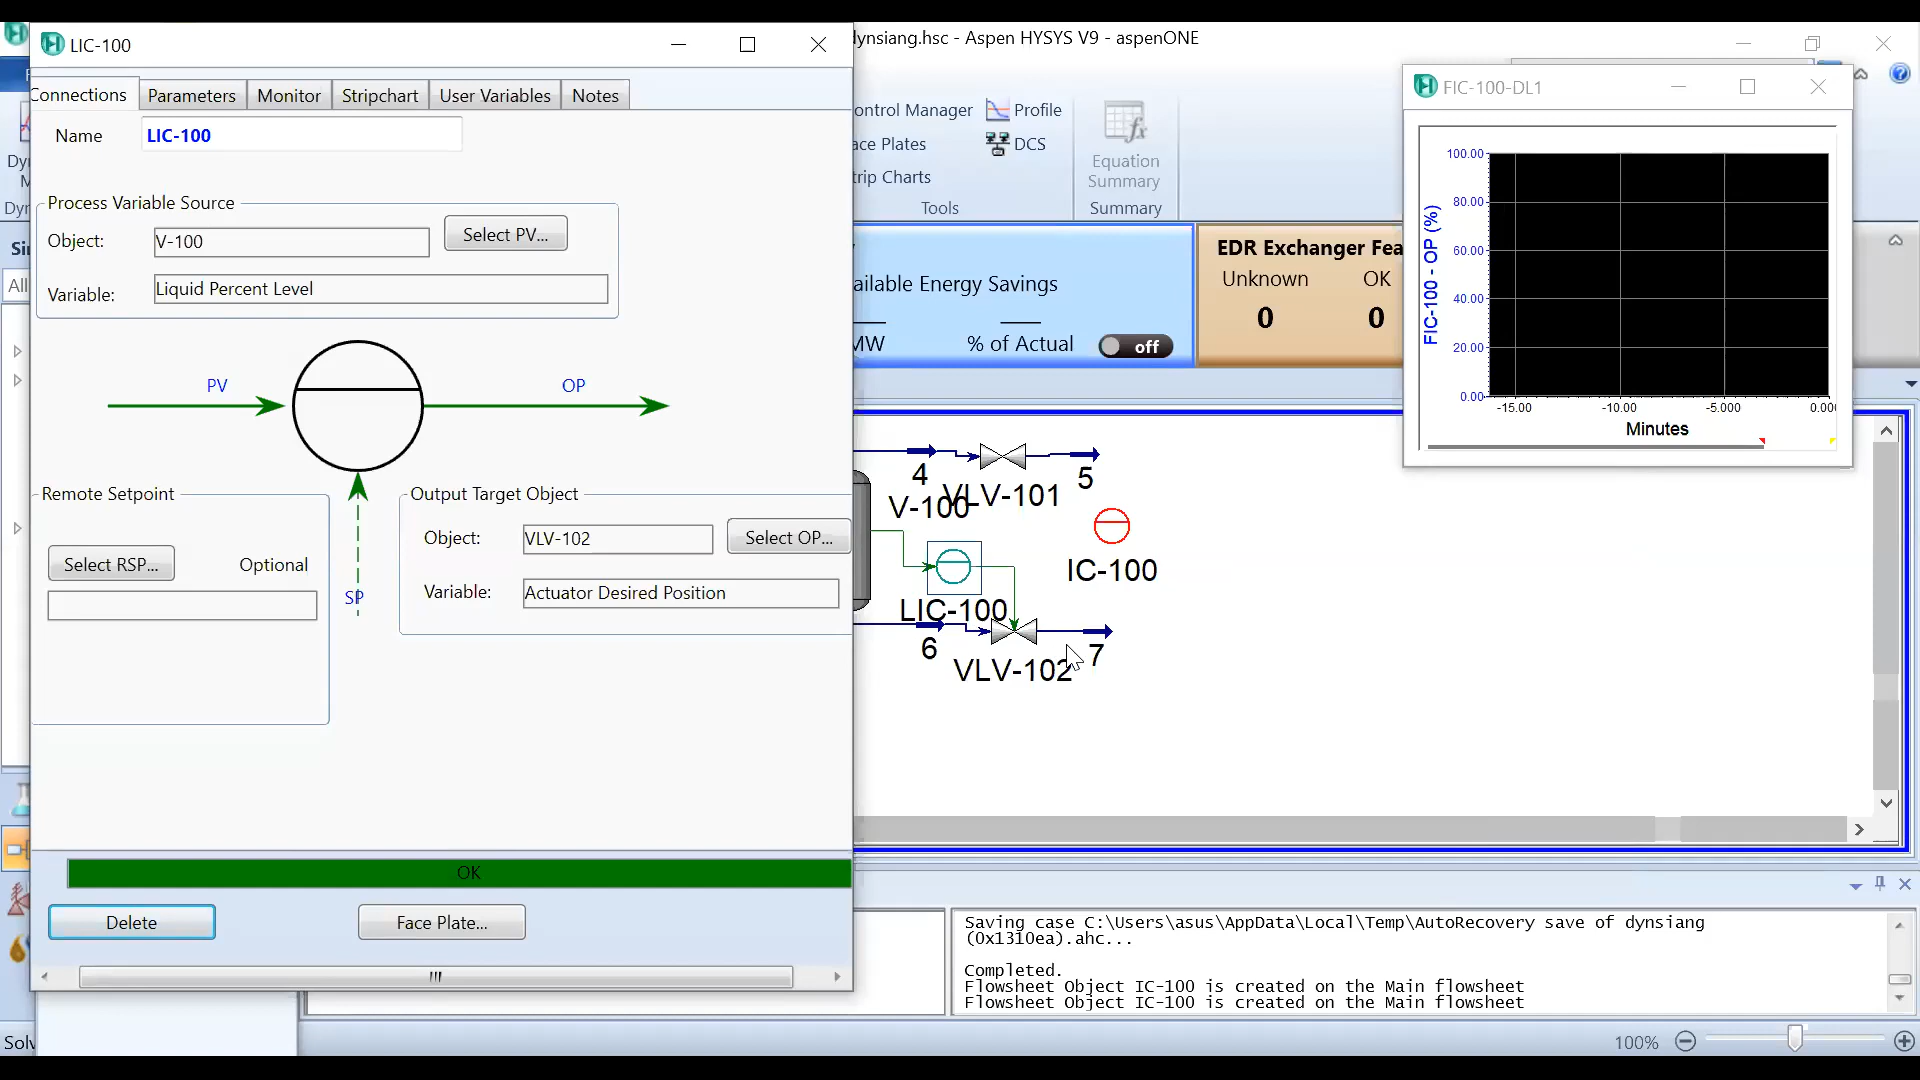 LIC-100
Connections Parameters Monitor Stripchart User Variables Notes
Name LIC-100
Process Variable Source
Object: V-100 Select PV...
Variable: Liquid Percent Level
PV OP
Remote Setpoint
Select RSP... Optional
SP
Output Target Object
Object: VLV-102 Select OP...
Variable: Actuator Desired Position
OK
Delete Face Plate...
dynsiang.hsc - Aspen HYSYS V9 - aspenONE
ontrol Manager Profile
ace Plates DCS
trip Charts
Tools
Equation
Summary
Summary
ailable Energy Savings
MW % of Actual off
EDR Exchanger Fea
Unknown OK
0 0
FIC-100-DL1
FIC-100 - OP (%)
100.00
80.00
60.00
40.00
20.00
0.00
-15.00 -10.00 -5.000 0.00
Minutes
4 VLV-101 5
V-100
IC-100
LIC-100
6 VLV-102 7
Saving case C:\Users\asus\AppData\Local\Temp\AutoRecovery save of dynsiang
(0x1310ea).ahc...
Completed.
Flowsheet Object IC-100 is created on the Main flowsheet
Flowsheet Object IC-100 is created on the Main flowsheet
Dy
M
Dy
Si
All
Solv
100%